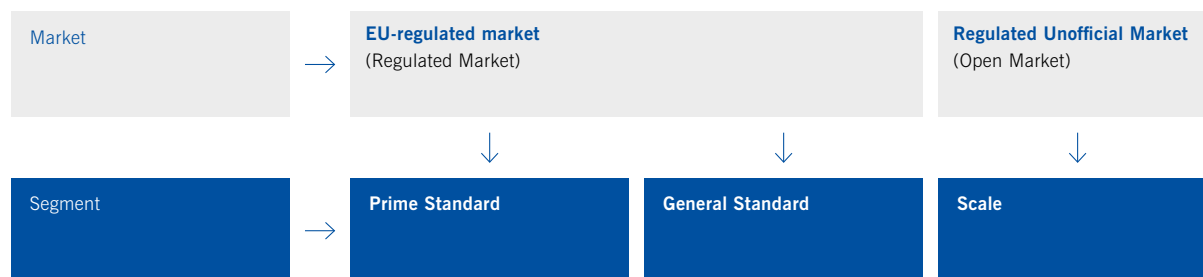 Market
EU-regulated market
(Regulated Market)
Regulated Unofficial Market
(Open Market)
Segment
Prime Standard
General Standard
Scale